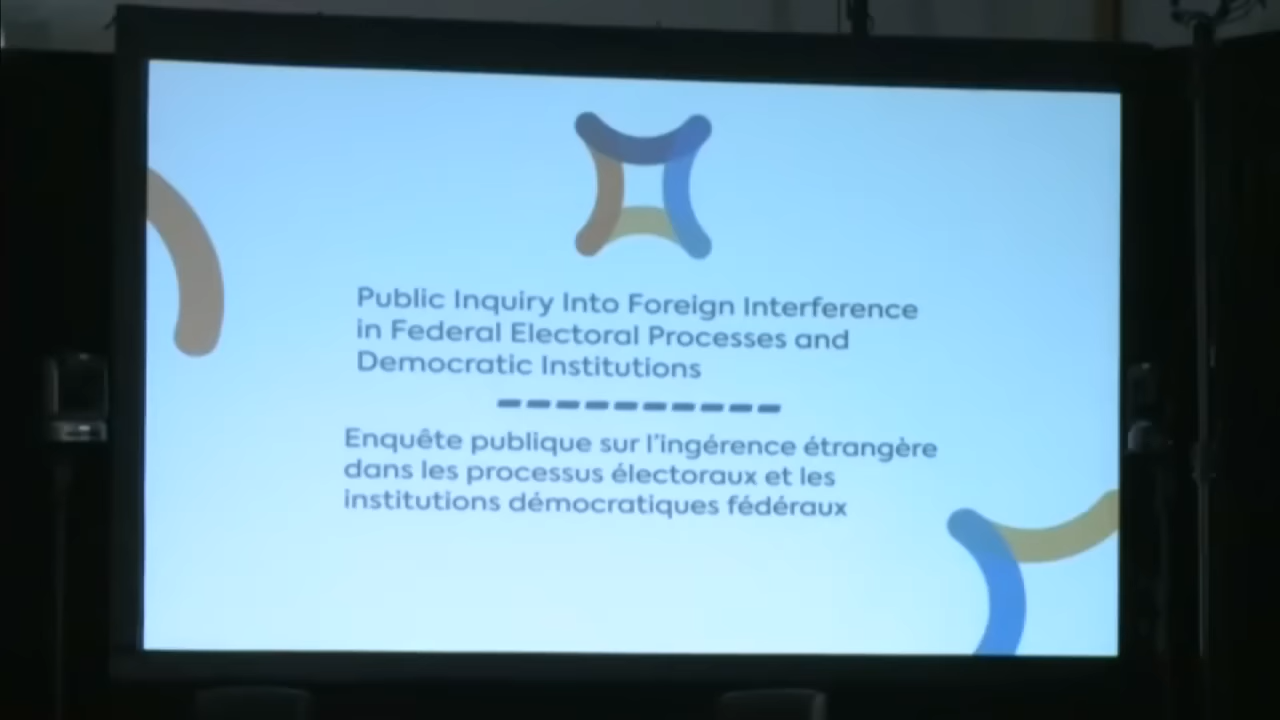 Public Inquiry Into Foreign Interference
in Federal Electoral Processes and
Democratic Institutions
Enquête publique sur l'ingérence étrangère
dans les processus électoraux et les
institutions démocratiques fédéraux